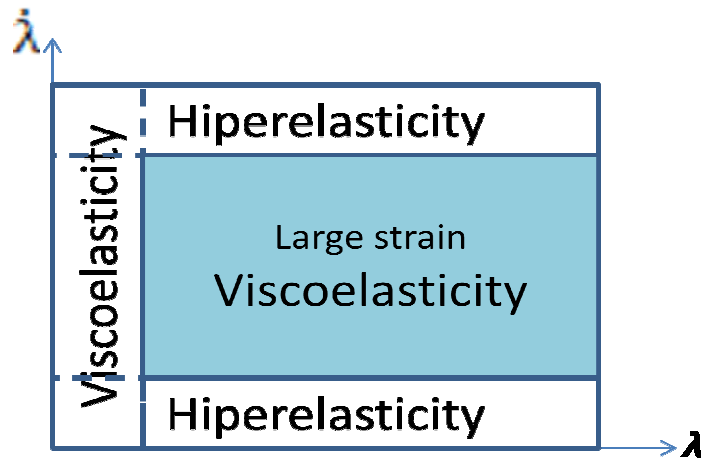 λ̇
Hiperelasticity
Viscoelasticity
Large strain
Viscoelasticity
Hiperelasticity
λ